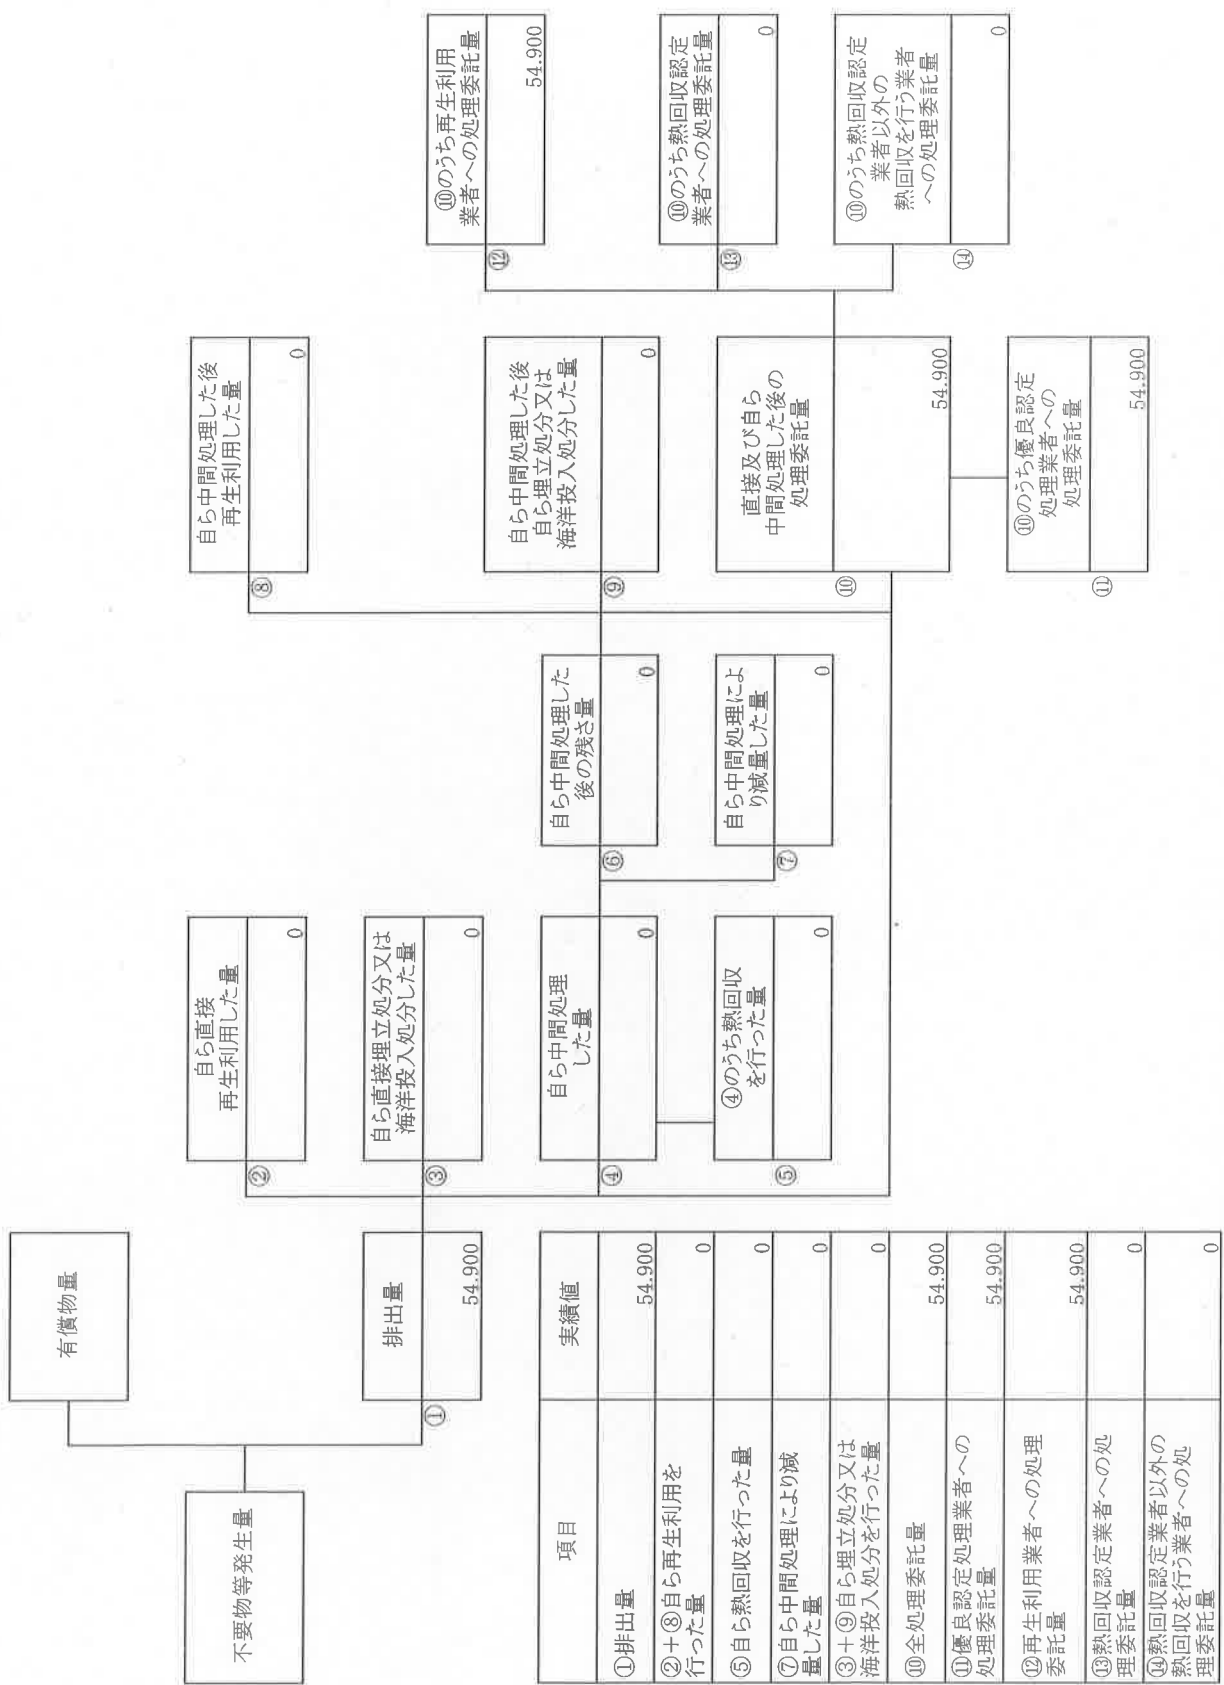 不要物等発生量
有償物量
①
排出量
54.900
②
自ら直接
再生利用した量
0
③
自ら直接埋立処分又は
海洋投入処分した量
0
④
自ら中間処理
した量
0
⑤
④のうち熱回収
を行った量
0
⑥
自ら中間処理した
後の残さ量
0
⑦
自ら中間処理によ
り減量した量
0
⑧
自ら中間処理した後
再生利用した量
0
⑨
自ら中間処理した後
自ら埋立処分又は
海洋投入処分した量
0
⑩
直接及び自ら
中間処理した後の
処理委託量
54.900
⑪
⑩のうち優良認定
処理業者への
処理委託量
54.900
⑫
⑩のうち再生利用
業者への処理委託量
54.900
⑬
⑩のうち熱回収認定
業者への処理委託量
0
⑭
⑩のうち熱回収認定
業者以外の
熱回収を行う業者
への処理委託量
0
項目 実績値
①排出量 54.900
②+⑧自ら再生利用を
行った量 0
⑤自ら熱回収を行った量 0
⑦自ら中間処理により減
量した量 0
③+⑨自ら埋立処分又は
海洋投入処分を行った量 0
⑩全処理委託量 54.900
⑪優良認定処理業者への
処理委託量 54.900
⑫再生利用業者への処理
委託量 54.900
⑬熱回収認定業者への処
理委託量 0
⑭熱回収認定業者以外の
熱回収を行う業者への処
理委託量 0